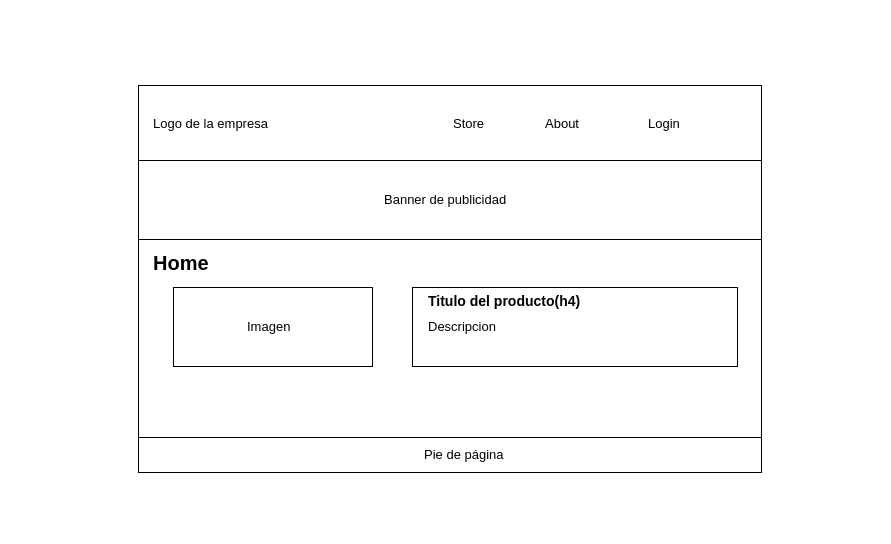 Logo de la empresa
Store
About
Login
Banner de publicidad
Home
Imagen
Titulo del producto(h4)
Descripcion
Pie de página